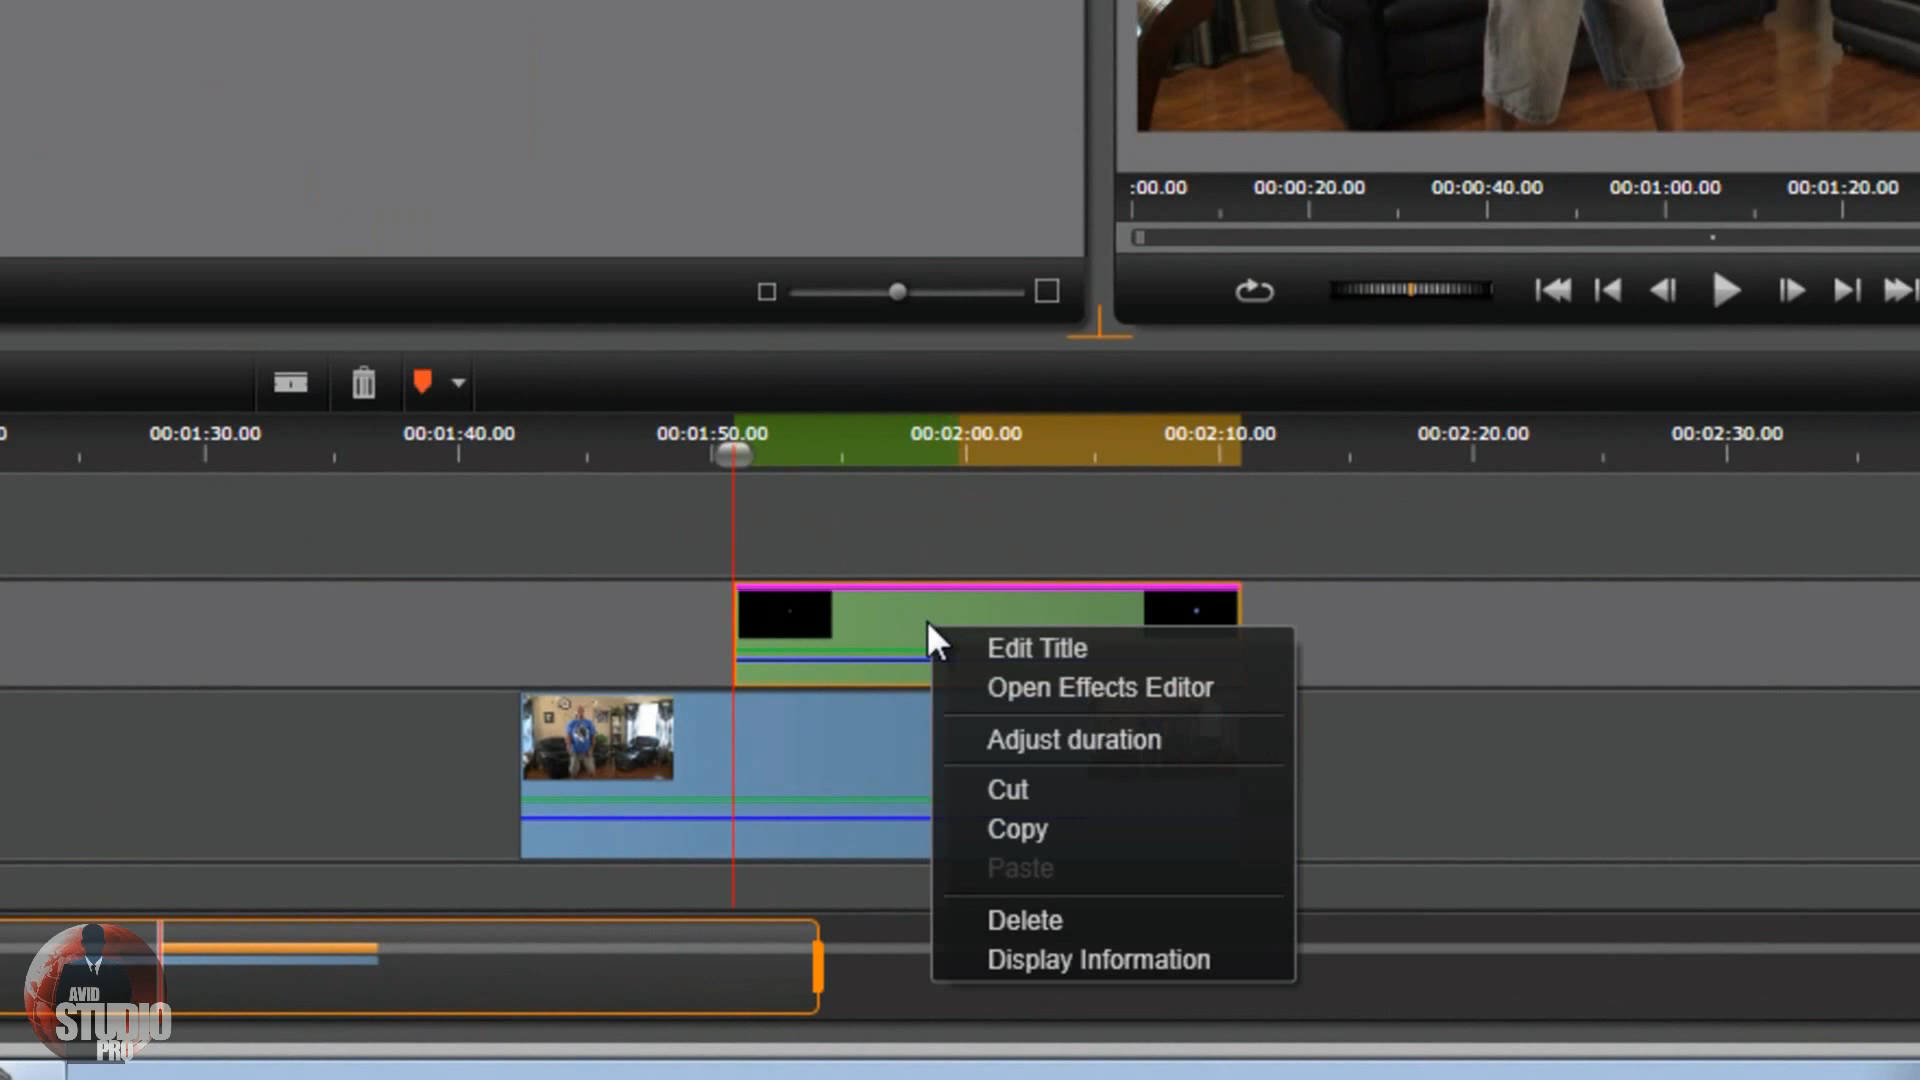 :00.00 00:00:20.00 00:00:40.00 00:01:00.00 00:01:20.00
00:01:30.00 00:01:40.00 00:01:50.00 00:02:00.00 00:02:10.00 00:02:20.00 00:02:30.00
Edit Title
Open Effects Editor
Adjust duration
Cut
Copy
Paste
Delete
Display Information
AVID
STUDIO
PRO